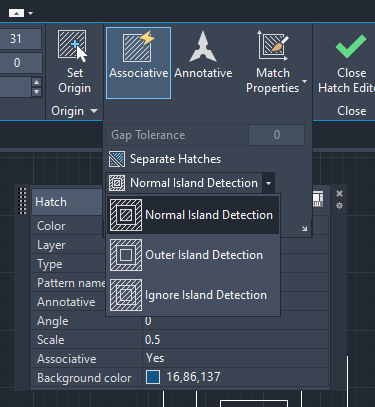 31
0
Set
Origin
Associative
Annotative
Match
Properties
Close
Hatch Edit
Origin
Close
Gap Tolerance
0
Separate Hatches
Normal Island Detection
Hatch
Normal Island Detection
Color
Layer
Outer Island Detection
Type
Pattern name
Ignore Island Detection
Annotative
Angle
0
Scale
0.5
Associative
Yes
Background color
16,86,137